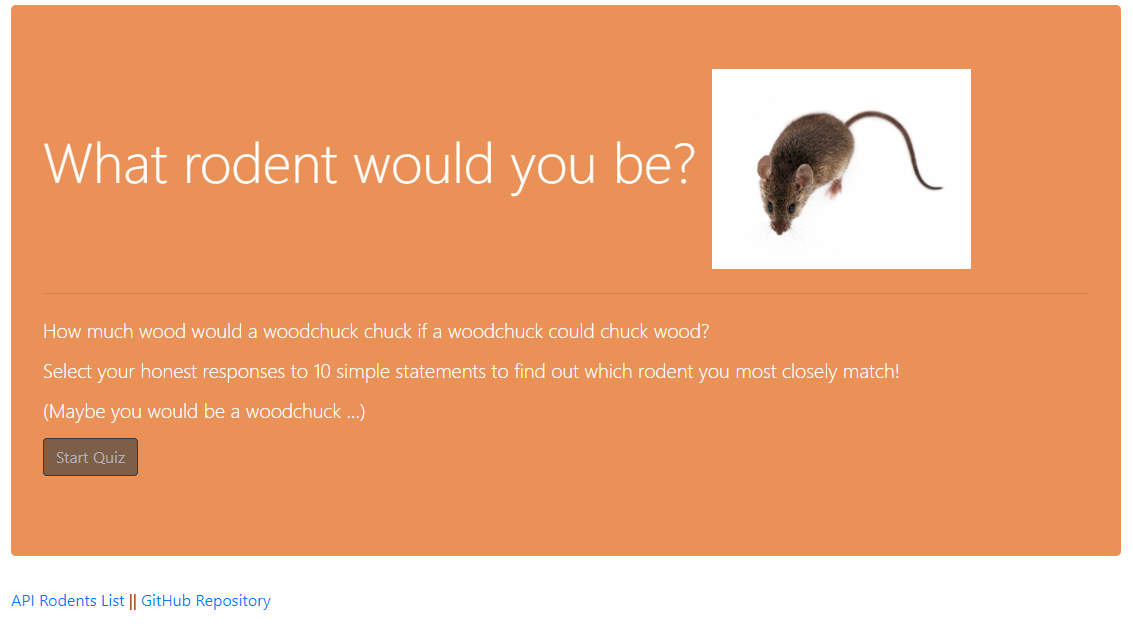 What rodent would you be?
How much wood would a woodchuck chuck if a woodchuck could chuck wood?
Select your honest responses to 10 simple statements to find out which rodent you most closely match!
(Maybe you would be a woodchuck ...)
Start Quiz
API Rodents List || GitHub Repository